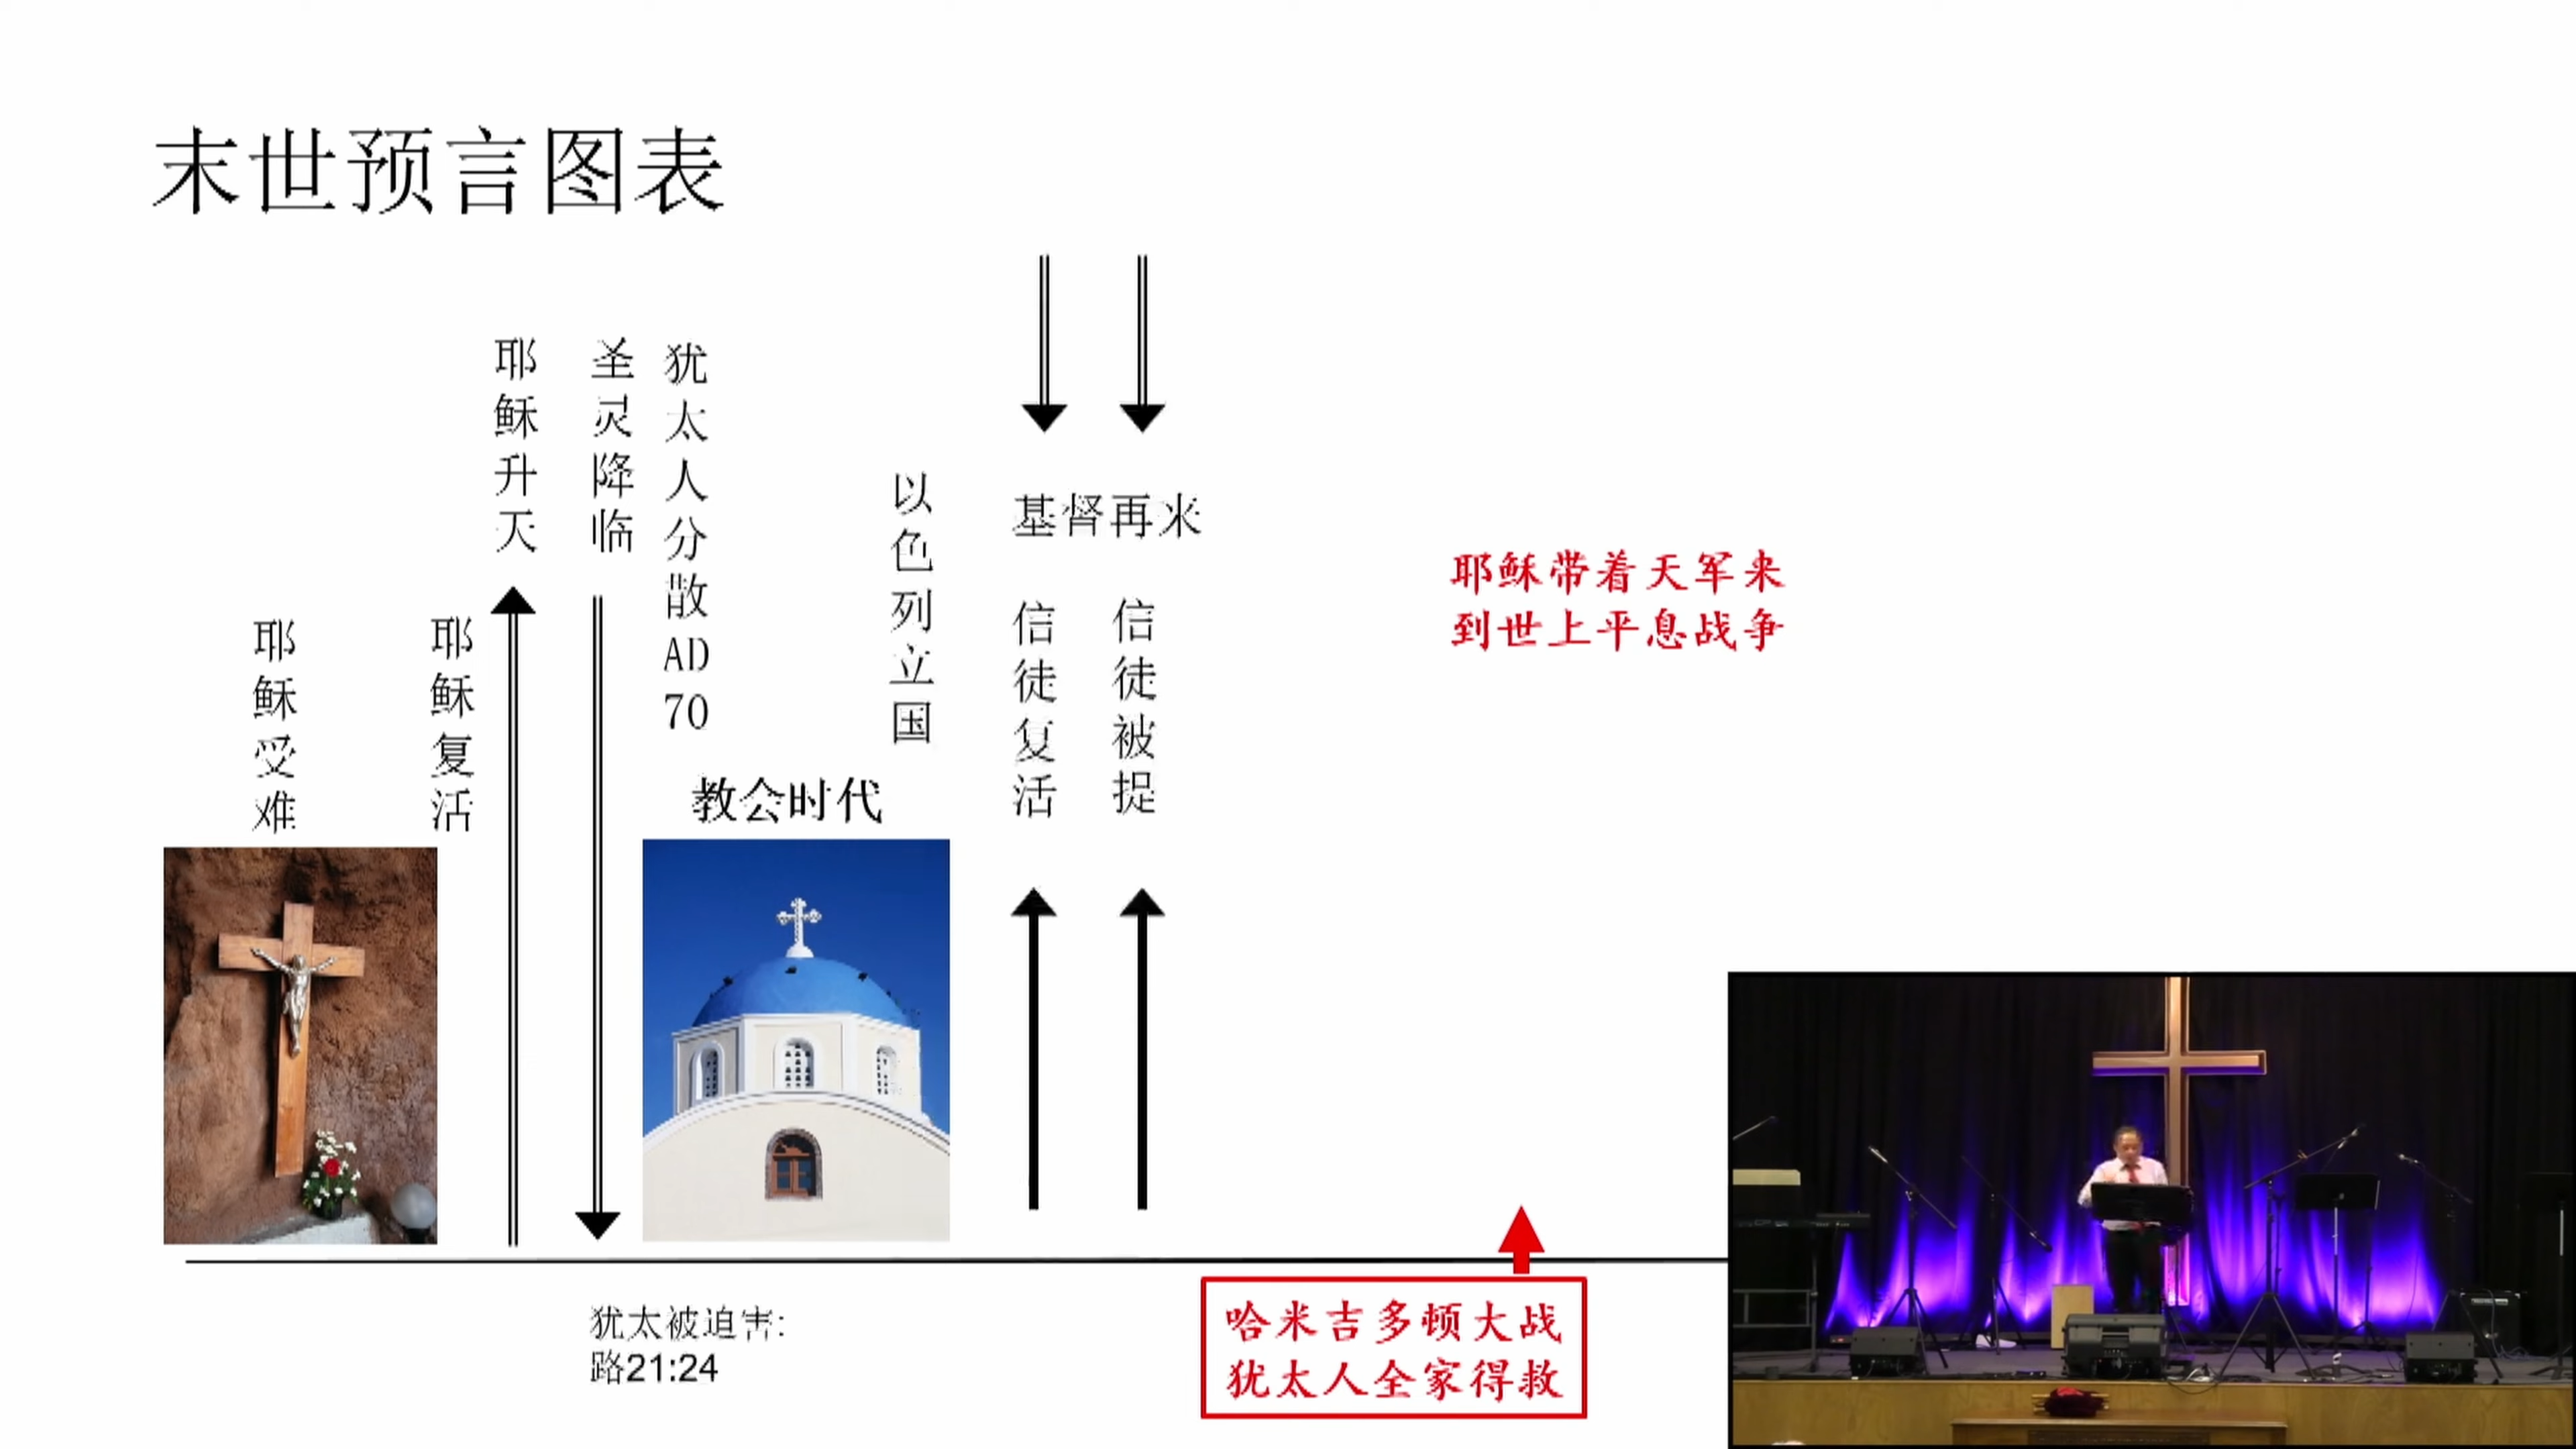 末世预言图表
耶稣受难
耶稣复活
耶稣升天
圣灵降临
犹太人分散AD70
教会时代
以色列立国
基督再来
信徒复活
信徒被提
耶稣带着天军来
到世上平息战争
犹太被迫害:
路21:24
哈米吉多顿大战
犹太人全家得救